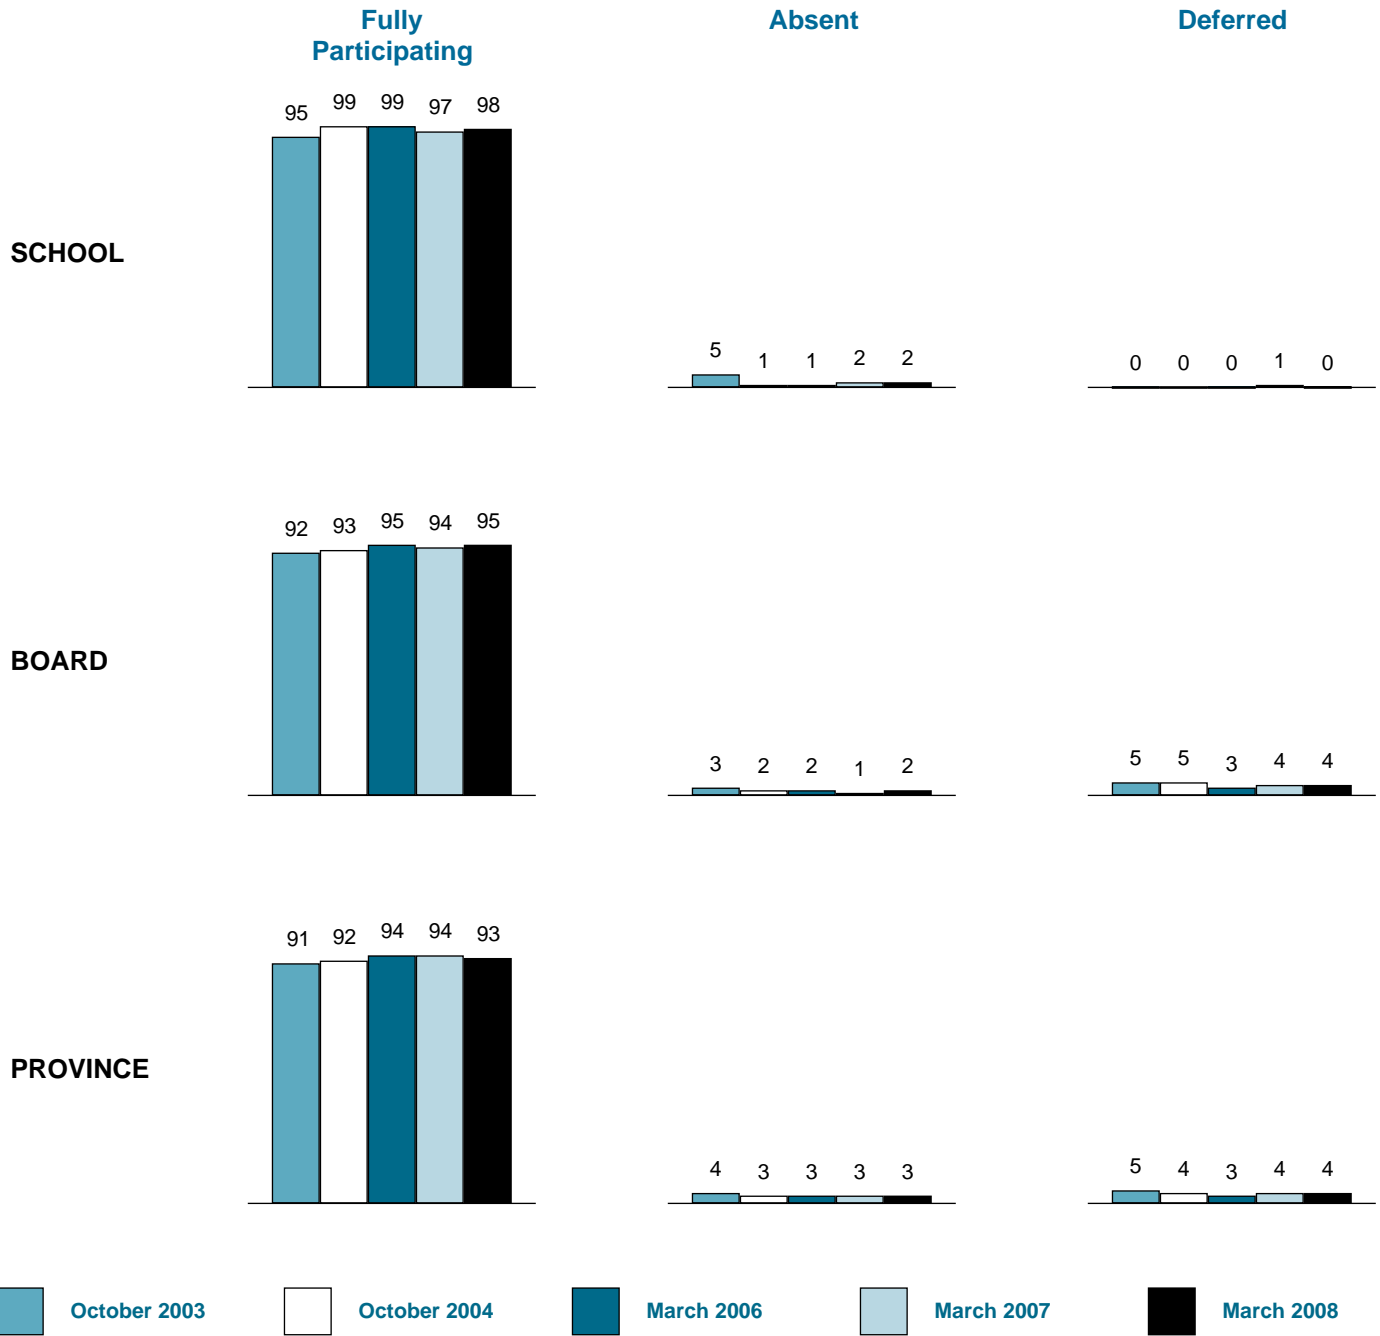 Fully
Participating
Absent
Deferred
SCHOOL
95 99 99 97 98
5 1 1 2 2
0 0 0 1 0
BOARD
92 93 95 94 95
3 2 2 1 2
5 5 3 4 4
PROVINCE
91 92 94 94 93
4 3 3 3 3
5 4 3 4 4
October 2003
October 2004
March 2006
March 2007
March 2008